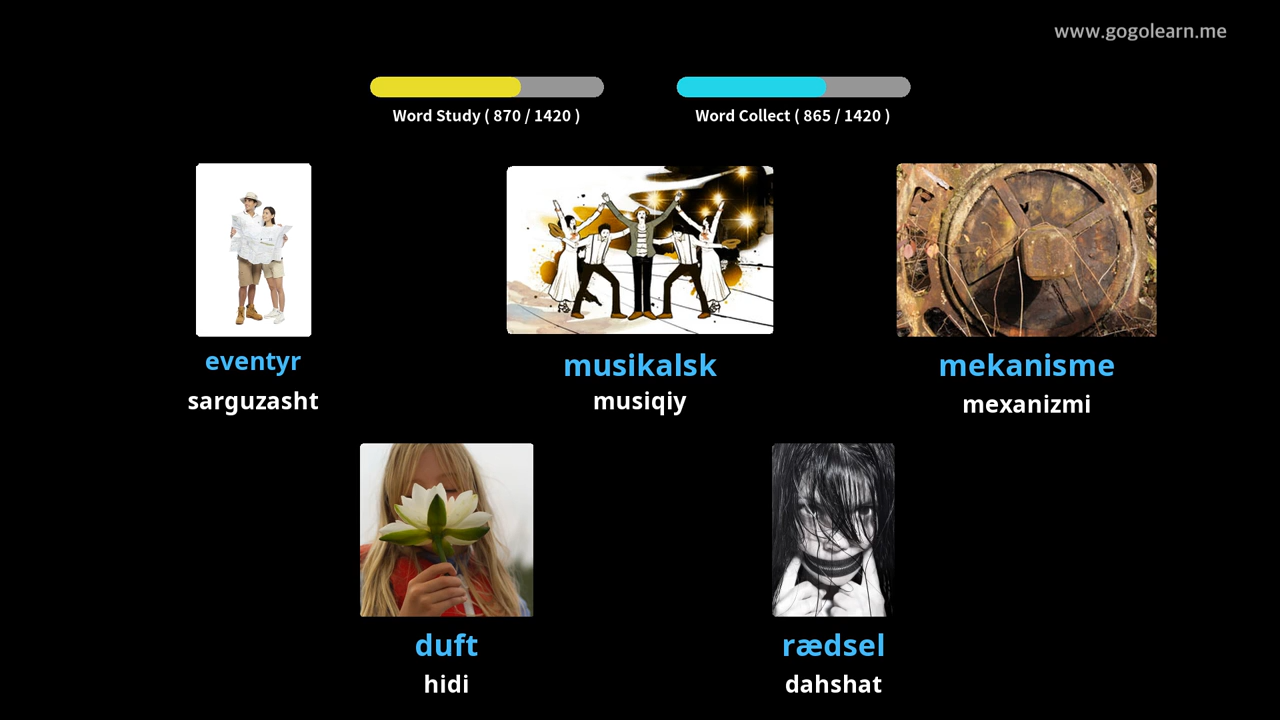 www.gogolearn.me
Word Study ( 870 / 1420 )
Word Collect ( 865 / 1420 )
eventyr
sarguzasht
musikalsk
musiqiy
mekanisme
mexanizmi
duft
hidi
rædsel
dahshat